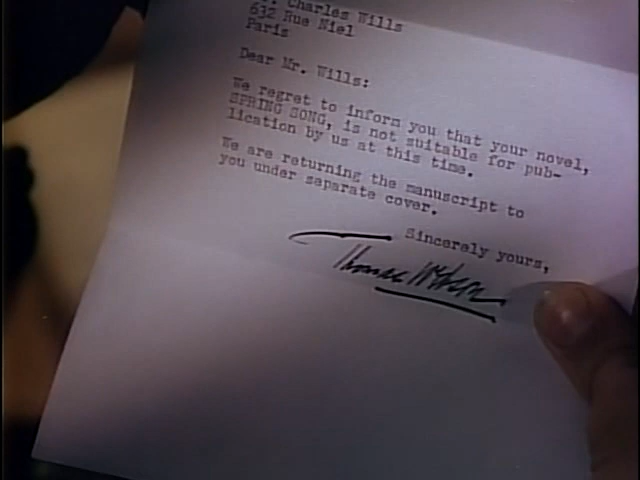 Charles Wills
632 Rue Niel
Paris
Dear Mr. Wills:
We regret to inform you that your novel,
SPRING SONG, is not suitable for pub-
lication by us at this time.
We are returning the manuscript to
you under separate cover.
Sincerely yours,
Thomas Wilson